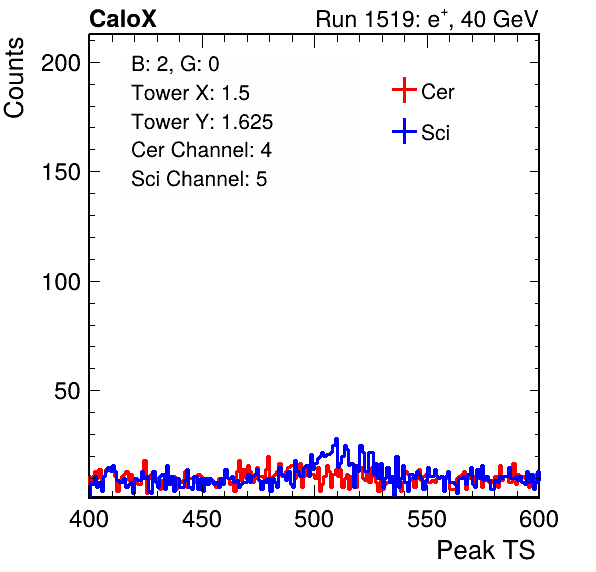 CaloX
Run 1519: e+, 40 GeV
Counts
B: 2, G: 0
Tower X: 1.5
Tower Y: 1.625
Cer Channel: 4
Sci Channel: 5
Cer
Sci
200
150
100
50
400
450
500
550
600
Peak TS